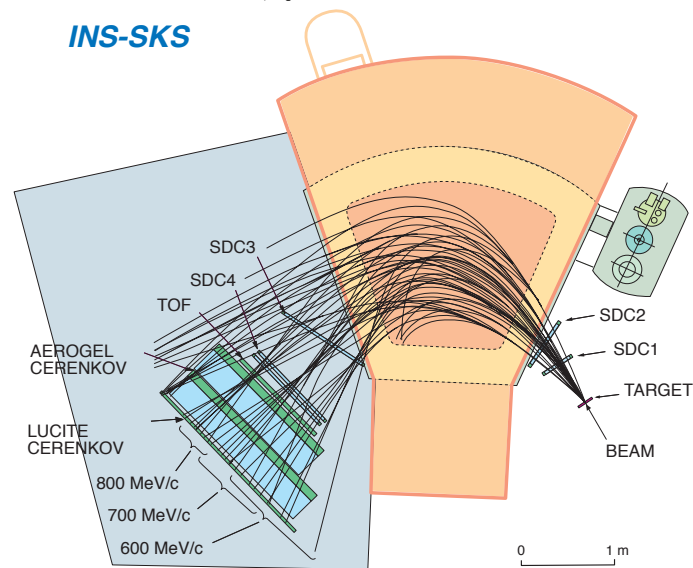 INS-SKS
SDC3
SDC4
TOF
AEROGEL
CERENKOV
LUCITE
CERENKOV
800 MeV/c
700 MeV/c
600 MeV/c
SDC2
SDC1
TARGET
BEAM
0 1 m